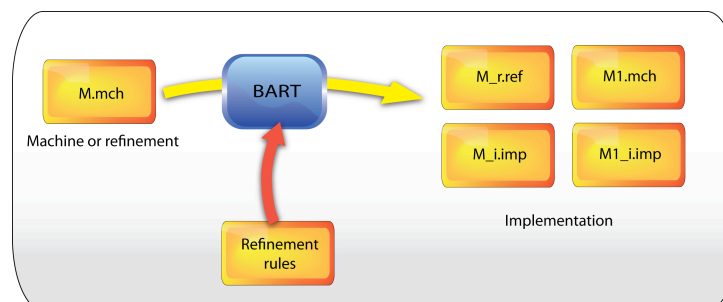 M.mch
Machine or refinement
BART
Refinement
rules
M_r.ref
M1.mch
M_i.imp
M1_i.imp
Implementation